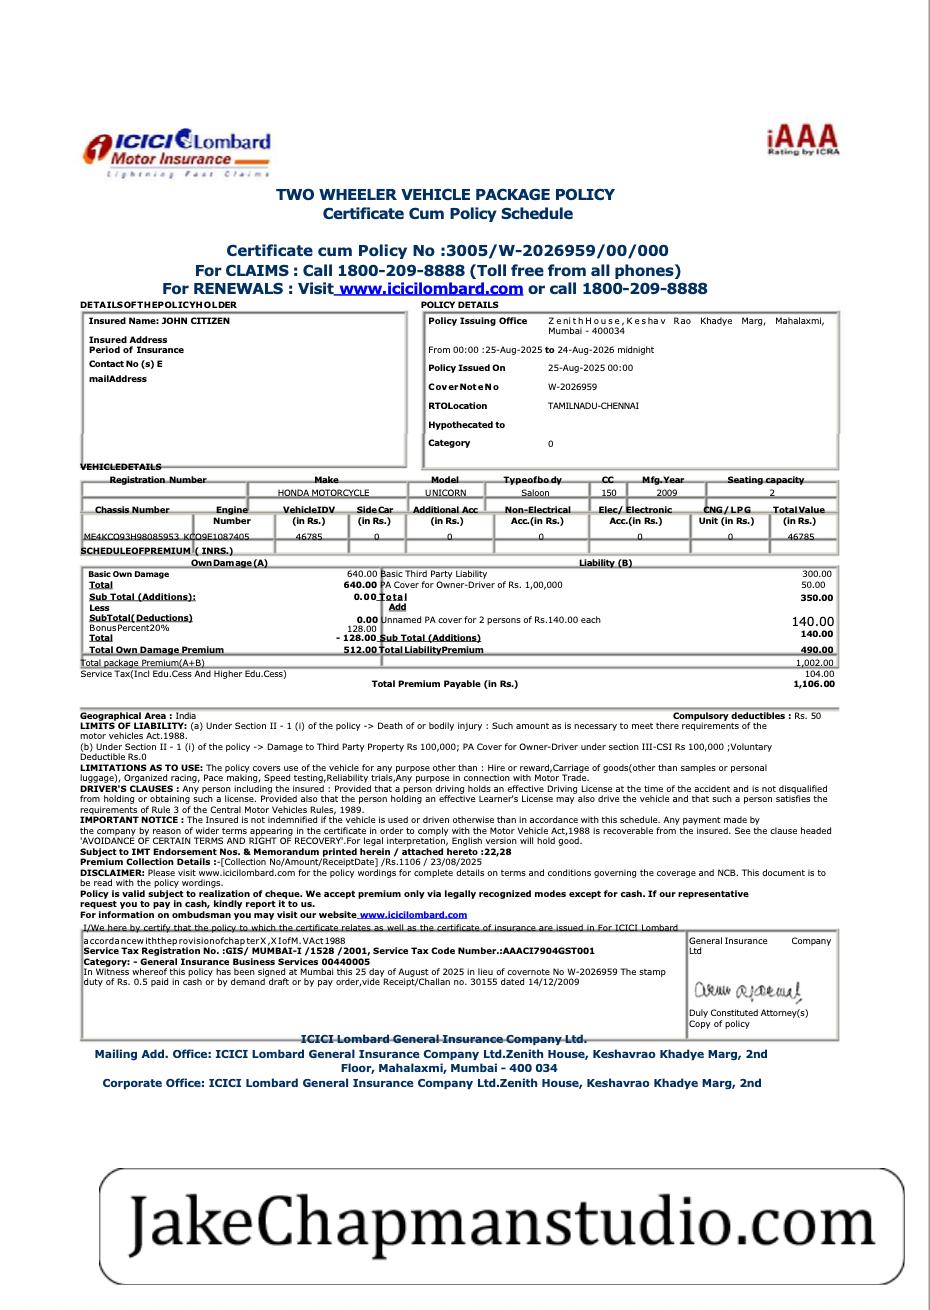 ICICI Lombard
Motor Insurance
Lightning Fast Claims
iAAA
Rating by ICRA
TWO WHEELER VEHICLE PACKAGE POLICY
Certificate Cum Policy Schedule
Certificate cum Policy No :3005/W-2026959/00/000
For CLAIMS : Call 1800-209-8888 (Toll free from all phones)
For RENEWALS : Visit www.icicilombard.com or call 1800-209-8888
DETAILSOFTHEPOLICYHOLDER
Insured Name: JOHN CITIZEN
Insured Address
Period of Insurance
Contact No (s) E
mailAddress
POLICY DETAILS
Policy Issuing Office ZenithHouse,Keshav Rao Khadye Marg, Mahalaxmi,
Mumbai - 400034
From 00:00 :25-Aug-2025 to 24-Aug-2026 midnight
Policy Issued On 25-Aug-2025 00:00
CoverNoteNo W-2026959
RTOLocation TAMILNADU-CHENNAI
Hypothecated to
Category 0
VEHICLEDETAILS
Registration Number Make Model Typeofbody CC Mfg.Year Seating capacity
HONDA MOTORCYCLE UNICORN Saloon 150 2009 2
Chassis Number Engine VehicleIDV SideCar Additional Acc Non-Electrical Elec/ Electronic CNG/LPG TotalValue
Number (in Rs.) (in Rs.) (in Rs.) Acc.(in Rs.) Acc.(in Rs.) Unit (in Rs.) (in Rs.)
ME4KCO93H98085953 KCO9E1087405 46785 0 0 0 0 0 46785
SCHEDULEOFPREMIUM ( INRS.)
OwnDamage(A) Liability (B)
Basic Own Damage 640.00 Basic Third Party Liability 300.00
Total 640.00 PA Cover for Owner-Driver of Rs. 1,00,000 50.00
Sub Total (Additions): 0.00 Total 350.00
Less Add
SubTotal(Deductions) 0.00 Unnamed PA cover for 2 persons of Rs.140.00 each 140.00
BonusPercent20% 128.00
Total - 128.00 Sub Total (Additions) 140.00
Total Own Damage Premium 512.00 TotalLiabilityPremium 490.00
Total package Premium(A+B) 1,002.00
Service Tax(Incl Edu.Cess And Higher Edu.Cess) 104.00
Total Premium Payable (in Rs.) 1,106.00
Geographical Area : India Compulsory deductibles : Rs. 50
LIMITS OF LIABILITY: (a) Under Section II - 1 (i) of the policy -> Death of or bodily injury : Such amount as is necessary to meet there requirements of the
motor vehicles Act.1988.
(b) Under Section II - 1 (i) of the policy -> Damage to Third Party Property Rs 100,000; PA Cover for Owner-Driver under section III-CSI Rs 100,000 ;Voluntary
Deductible Rs.0
LIMITATIONS AS TO USE: The policy covers use of the vehicle for any purpose other than : Hire or reward,Carriage of goods(other than samples or personal
luggage), Organized racing, Pace making, Speed testing,Reliability trials,Any purpose in connection with Motor Trade.
DRIVER'S CLAUSES : Any person including the insured : Provided that a person driving holds an effective Driving License at the time of the accident and is not disqualified
from holding or obtaining such a license. Provided also that the person holding an effective Learner's License may also drive the vehicle and that such a person satisfies the
requirements of Rule 3 of the Central Motor Vehicles Rules, 1989.
IMPORTANT NOTICE : The Insured is not indemnified if the vehicle is used or driven otherwise than in accordance with this schedule. Any payment made by
the company by reason of wider terms appearing in the certificate in order to comply with the Motor Vehicle Act,1988 is recoverable from the insured. See the clause headed
'AVOIDANCE OF CERTAIN TERMS AND RIGHT OF RECOVERY'.For legal interpretation, English version will hold good.
Subject to IMT Endorsement Nos. & Memorandum printed herein / attached hereto :22,28
Premium Collection Details :-[Collection No/Amount/ReceiptDate] /Rs.1106 / 23/08/2025
DISCLAIMER: Please visit www.icicilombard.com for the policy wordings for complete details on terms and conditions governing the coverage and NCB. This document is to
be read with the policy wordings.
Policy is valid subject to realization of cheque. We accept premium only via legally recognized modes except for cash. If our representative
request you to pay in cash, kindly report it to us.
For information on ombudsman you may visit our website www.icicilombard.com
I/We here by certify that the policy to which the certificate relates as well as the certificate of insurance are issued in For ICICI Lombard
accordancewiththeprovisionofchapterX,XIofM.VAct1988
General Insurance Company
Ltd
Service Tax Registration No. :GIS/ MUMBAI-I /1528 /2001, Service Tax Code Number.:AAACI7904GST001
Category: - General Insurance Business Services 00440005
In Witness whereof this policy has been signed at Mumbai this 25 day of August of 2025 in lieu of covernote No W-2026959 The stamp
duty of Rs. 0.5 paid in cash or by demand draft or by pay order,vide Receipt/Challan no. 30155 dated 14/12/2009
Duly Constituted Attorney(s)
Copy of policy
ICICI Lombard General Insurance Company Ltd.
Mailing Add. Office: ICICI Lombard General Insurance Company Ltd.Zenith House, Keshavrao Khadye Marg, 2nd
Floor, Mahalaxmi, Mumbai - 400 034
Corporate Office: ICICI Lombard General Insurance Company Ltd.Zenith House, Keshavrao Khadye Marg, 2nd
JakeChapmanstudio.com